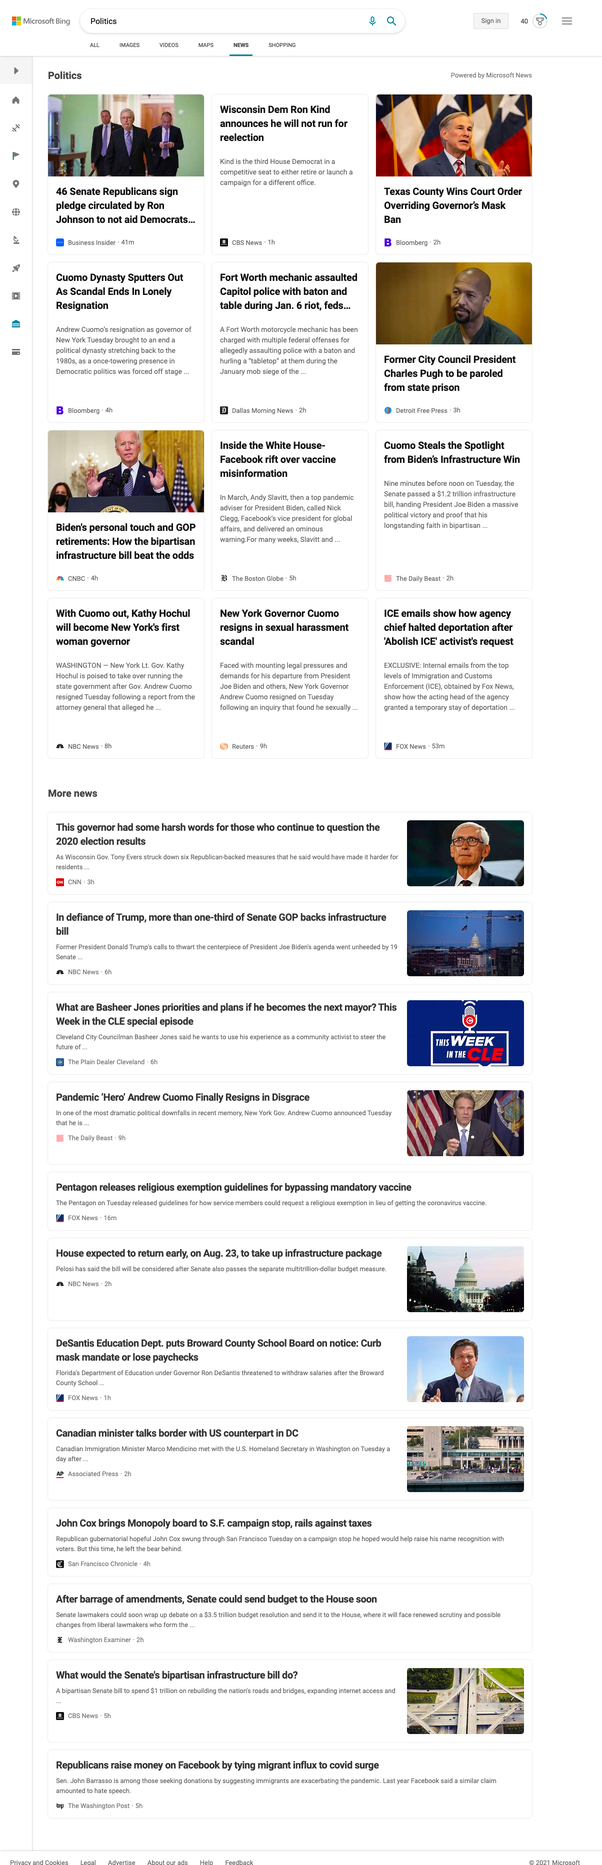 Microsoft Bing
Politics
Sign in
40
ALL IMAGES VIDEOS MAPS NEWS SHOPPING
Politics
Powered by Microsoft News
46 Senate Republicans sign
pledge circulated by Ron
Johnson to not aid Democrats...
Business Insider · 41m
Wisconsin Dem Ron Kind
announces he will not run for
reelection
Kind is the third House Democrat in a
competitive seat to either retire or launch a
campaign for a different office.
CBS News · 1h
Texas County Wins Court Order
Overriding Governor's Mask
Ban
Bloomberg · 2h
Cuomo Dynasty Sputters Out
As Scandal Ends In Lonely
Resignation
Andrew Cuomo's resignation as governor of
New York Tuesday brought to an end a
political dynasty stretching back to the
1980s, as a once-towering presence in
Democratic politics was forced off stage ...
Bloomberg · 4h
Fort Worth mechanic assaulted
Capitol police with baton and
table during Jan. 6 riot, feds...
A Fort Worth motorcycle mechanic has been
charged with multiple federal offenses for
allegedly assaulting police with a baton and
hurling a "tabletop" at them during the
January mob siege of the ...
Dallas Morning News · 2h
Former City Council President
Charles Pugh to be paroled
from state prison
Detroit Free Press · 3h
Biden's personal touch and GOP
retirements: How the bipartisan
infrastructure bill beat the odds
CNBC · 4h
Inside the White House-
Facebook rift over vaccine
misinformation
In March, Andy Slavitt, then a top pandemic
adviser for President Biden, called Nick
Clegg, Facebook's vice president for global
affairs, and delivered an ominous
warning.For many weeks, Slavitt and ...
The Boston Globe · 5h
Cuomo Steals the Spotlight
from Biden's Infrastructure Win
Nine minutes before noon on Tuesday, the
Senate passed a $1.2 trillion infrastructure
bill, handing President Joe Biden a massive
political victory and proof that his
longstanding faith in bipartisan ...
The Daily Beast · 2h
With Cuomo out, Kathy Hochul
will become New York's first
woman governor
WASHINGTON — New York Lt. Gov. Kathy
Hochul is poised to take over running the
state government after Gov. Andrew Cuomo
resigned Tuesday following a report from the
attorney general that alleged he ...
NBC News · 8h
New York Governor Cuomo
resigns in sexual harassment
scandal
Faced with mounting legal pressures and
demands for his departure from President
Joe Biden and others, New York Governor
Andrew Cuomo resigned on Tuesday
following an inquiry that found he sexually ...
Reuters · 9h
ICE emails show how agency
chief halted deportation after
'Abolish ICE' activist's request
EXCLUSIVE: Internal emails from the top
levels of Immigration and Customs
Enforcement (ICE), obtained by Fox News,
show how the acting head of the agency
granted a temporary stay of deportation ...
FOX News · 53m
More news
This governor had some harsh words for those who continue to question the
2020 election results
As Wisconsin Gov. Tony Evers struck down six Republican-backed measures that he said would have made it harder for
residents ...
CNN · 3h
In defiance of Trump, more than one-third of Senate GOP backs infrastructure
bill
Former President Donald Trump's calls to thwart the centerpiece of President Joe Biden's agenda went unheeded by 19
Senate ...
NBC News · 6h
What are Basheer Jones priorities and plans if he becomes the next mayor? This
Week in the CLE special episode
Cleveland City Councilman Basheer Jones said he wants to use his experience as a community activist to steer the
future of ...
The Plain Dealer Cleveland · 6h
THIS WEEK
IN THE CLE
Pandemic 'Hero' Andrew Cuomo Finally Resigns in Disgrace
In one of the most dramatic political downfalls in recent memory, New York Gov. Andrew Cuomo announced Tuesday
that he is ...
The Daily Beast · 9h
Pentagon releases religious exemption guidelines for bypassing mandatory vaccine
The Pentagon on Tuesday released guidelines for how service members could request a religious exemption in lieu of getting the coronavirus vaccine.
FOX News · 16m
House expected to return early, on Aug. 23, to take up infrastructure package
Pelosi has said the bill will be considered after Senate also passes the separate multitrillion-dollar budget measure.
NBC News · 2h
DeSantis Education Dept. puts Broward County School Board on notice: Curb
mask mandate or lose paychecks
Florida's Department of Education under Governor Ron DeSantis threatened to withdraw salaries after the Broward
County School ...
FOX News · 1h
Canadian minister talks border with US counterpart in DC
Canadian Immigration Minister Marco Mendicino met with the U.S. Homeland Secretary in Washington on Tuesday a
day after ...
AP Associated Press · 2h
John Cox brings Monopoly board to S.F. campaign stop, rails against taxes
Republican gubernatorial hopeful John Cox swung through San Francisco Tuesday on a campaign stop he hoped would help raise his name recognition with
voters. But this time, he left the bear behind.
San Francisco Chronicle · 4h
After barrage of amendments, Senate could send budget to the House soon
Senate lawmakers could soon wrap up debate on a $3.5 trillion budget resolution and send it to the House, where it will face renewed scrutiny and possible
changes from liberal lawmakers who form the ...
Washington Examiner · 2h
What would the Senate's bipartisan infrastructure bill do?
A bipartisan Senate bill to spend $1 trillion on rebuilding the nation's roads and bridges, expanding internet access and
...
CBS News · 5h
Republicans raise money on Facebook by tying migrant influx to covid surge
Sen. John Barrasso is among those seeking donations by suggesting immigrants are exacerbating the pandemic. Last year Facebook said a similar claim
amounted to hate speech.
wp The Washington Post · 5h
Privacy and Cookies Legal Advertise About our ads Help Feedback
© 2021 Microsoft